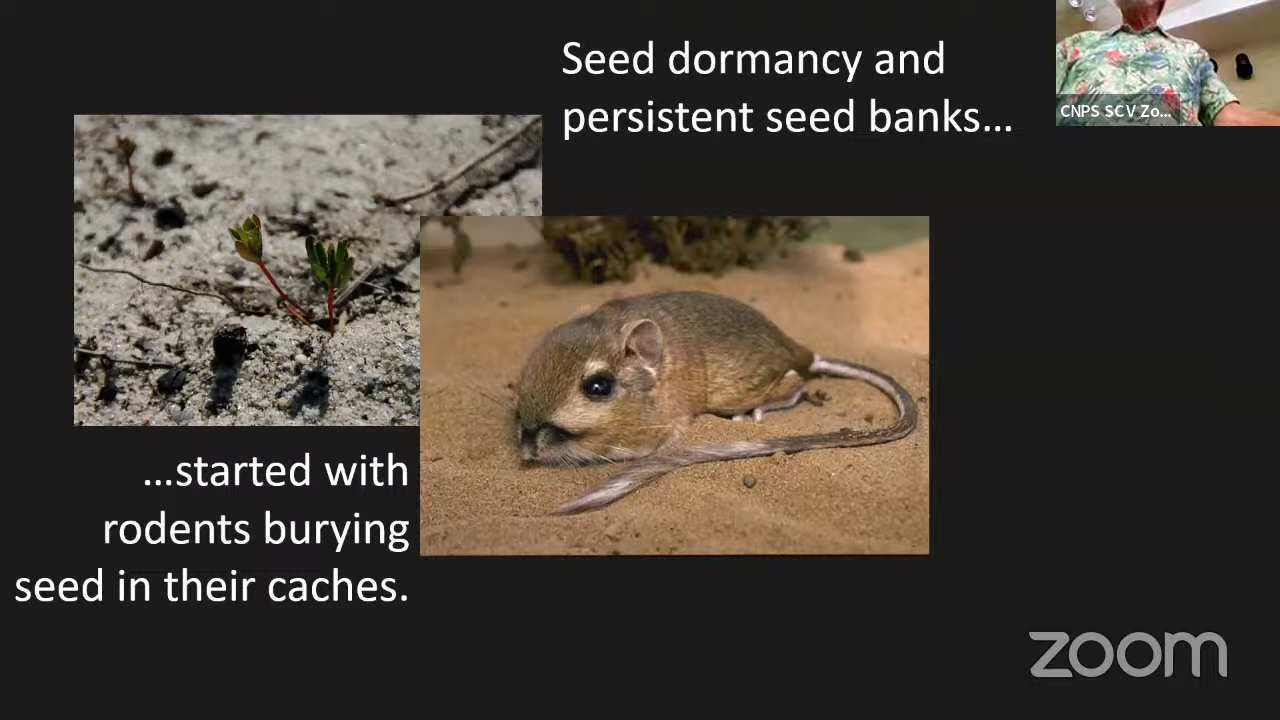 Seed dormancy and
persistent seed banks...
CNPS SCV Zo...
...started with
rodents burying
seed in their caches.
zoom